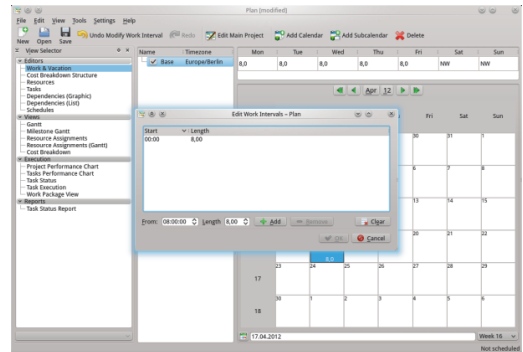 Plan [modified]
File Edit View Tools Settings Help
New Open Save Undo Modify Work Interval Redo Edit Main Project Add Calendar Add Subcalendar Delete
View Selector
Name Timezone
Mon Tue Wed Thu Fri Sat Sun
Base Europe/Berlin
8,0 8,0 8,0 8,0 8,0 NW NW
Editors
Work & Vacation
Cost Breakdown Structure
Resources
Tasks
Dependencies (Graphic)
Dependencies (List)
Schedules
Views
Gantt
Milestone Gantt
Resource Assignments
Resource Assignments (Gantt)
Cost Breakdown
Execution
Project Performance Chart
Tasks Performance Chart
Task Status
Task Execution
Work Package View
Reports
Task Status Report
Apr 12
Fri Sat Sun
Edit Work Intervals – Plan
Start Length
00:00 8,00
From: 08:00:00 Length 8,00 Add Remove Clear
OK Cancel
30 31 1
6 7 8
13 14 15
20 21 22
8,0
23 24 25 26 27 28 29
17
30 1 2 3 4 5 6
18
17.04.2012 Week 16
Not scheduled